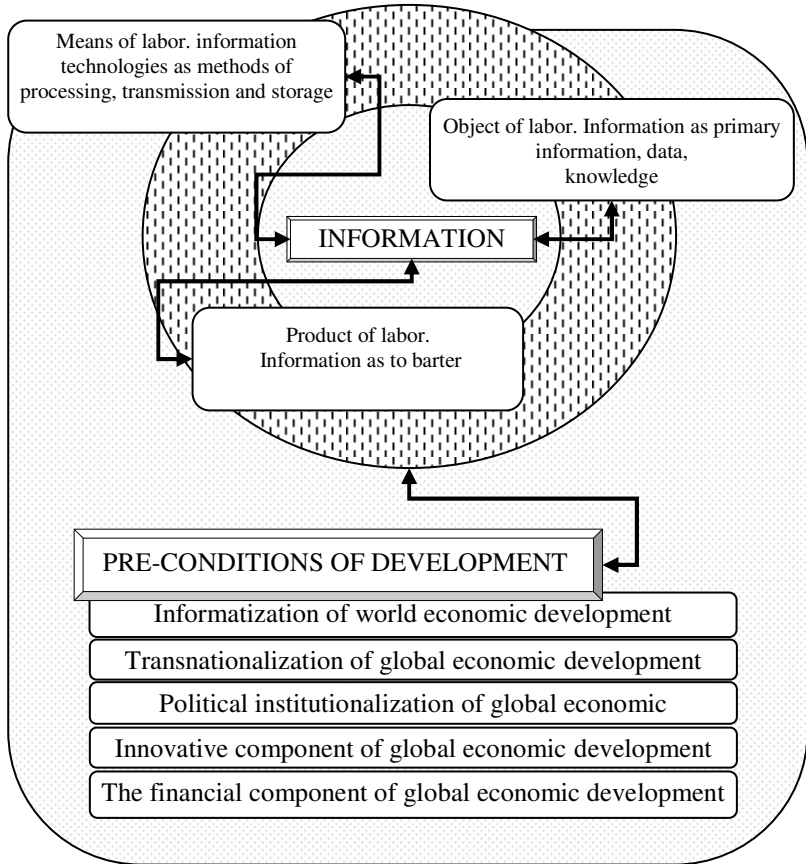 Means of labor. information
technologies as methods of
processing, transmission and storage
Object of labor. Information as primary
information, data,
knowledge
INFORMATION
Product of labor.
Information as to barter
PRE-CONDITIONS OF DEVELOPMENT
Informatization of world economic development
Transnationalization of global economic development
Political institutionalization of global economic
Innovative component of global economic development
The financial component of global economic development